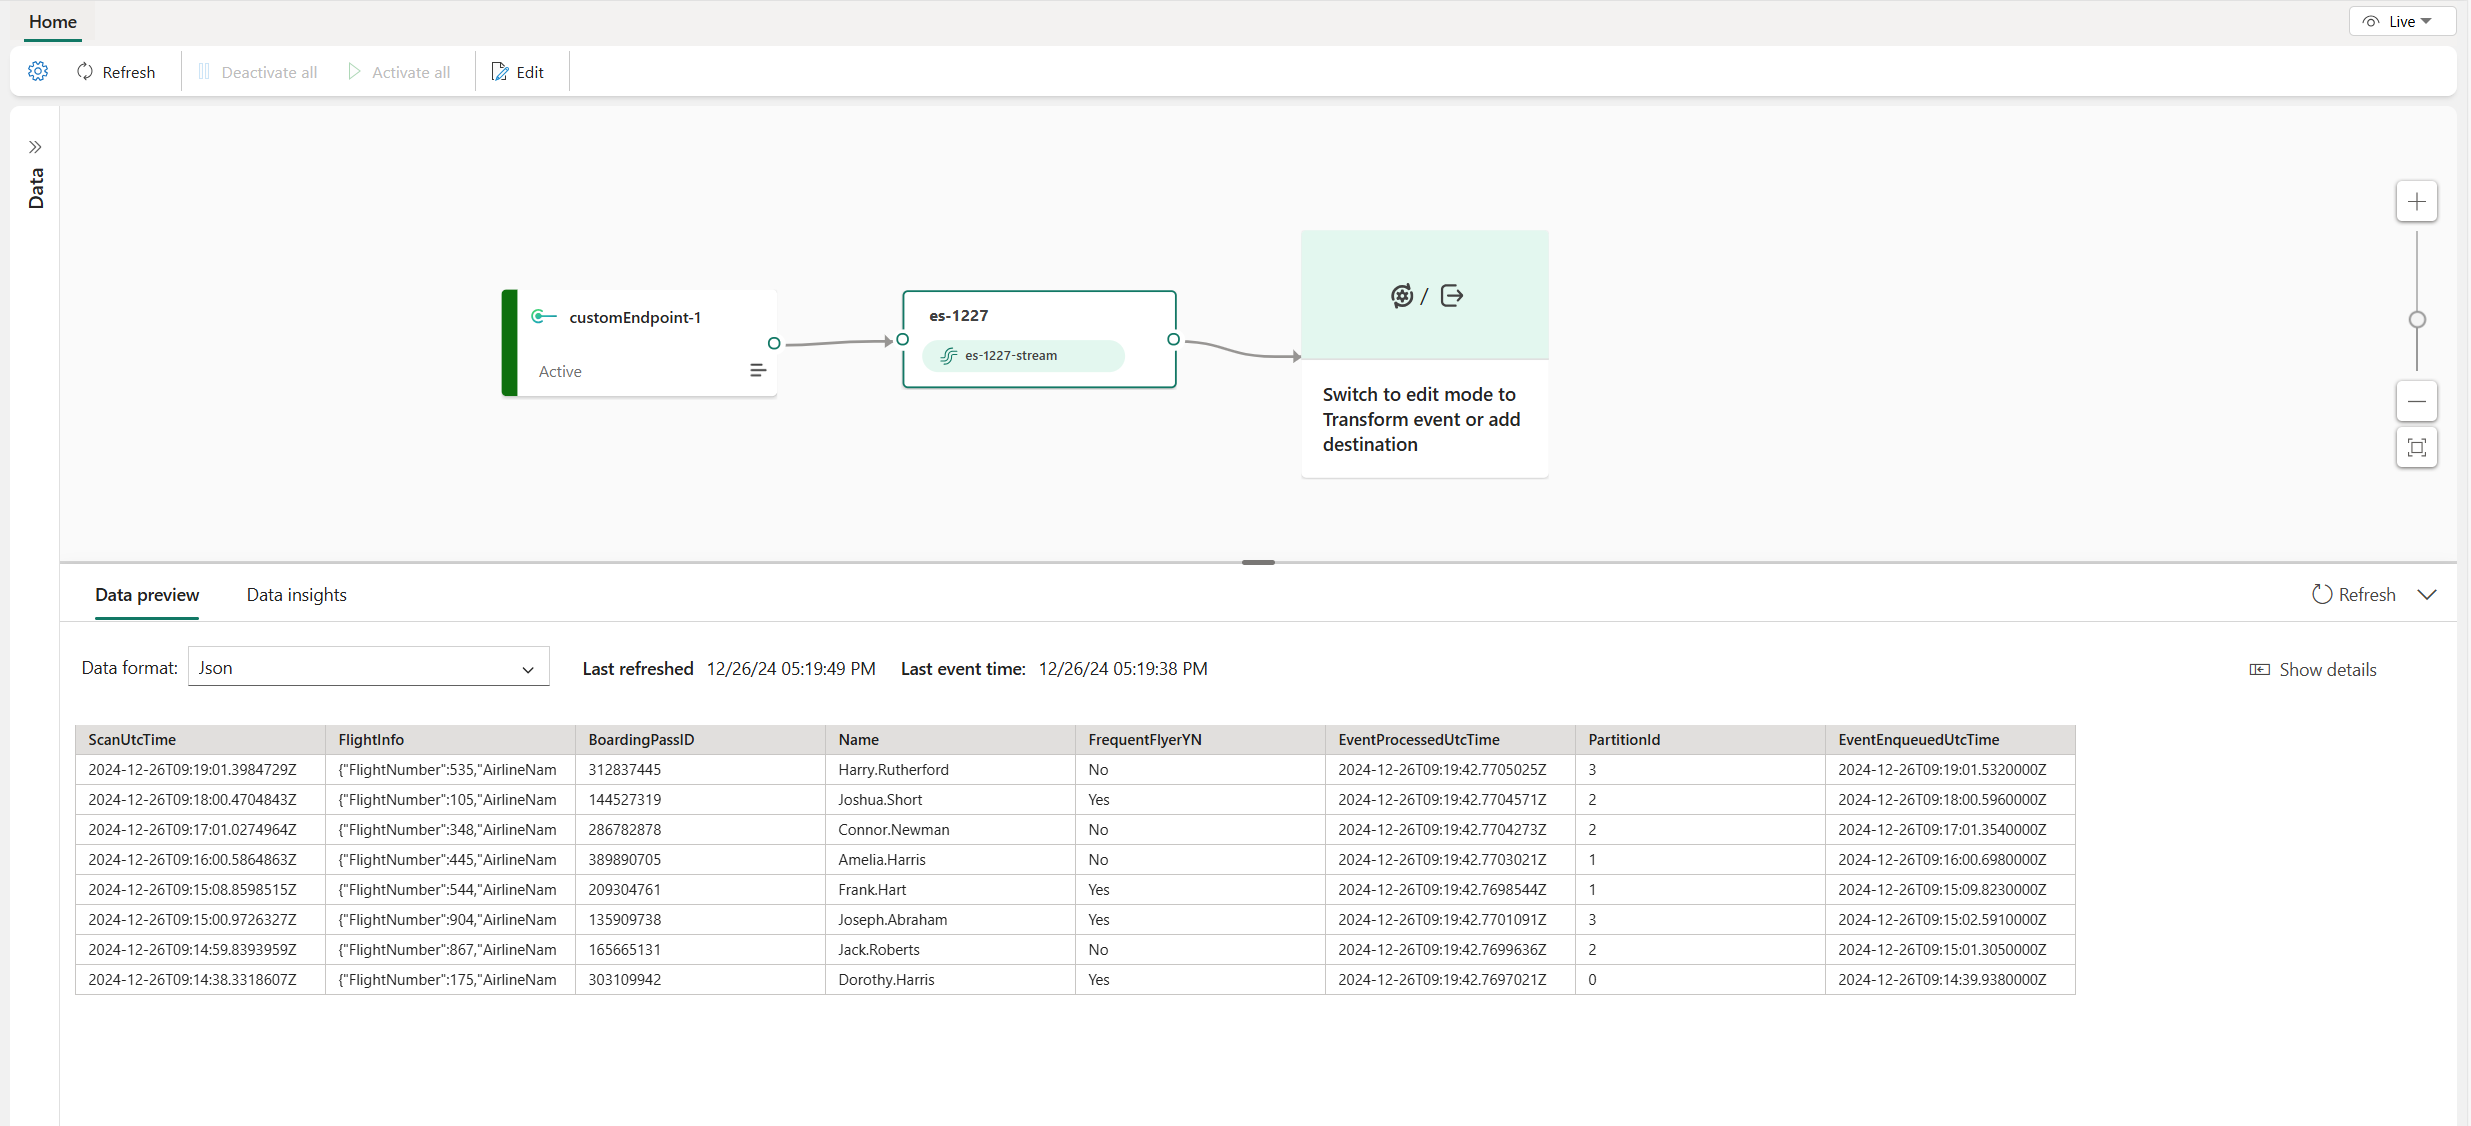 Home
Live
Refresh
Deactivate all
Activate all
Edit
Data
customEndpoint-1
Active
es-1227
es-1227-stream
/
Switch to edit mode to
Transform event or add
destination
Data preview
Data insights
Refresh
Data format:
Json
Last refreshed 12/26/24 05:19:49 PM
Last event time: 12/26/24 05:19:38 PM
Show details
ScanUtcTime FlightInfo BoardingPassID Name FrequentFlyerYN EventProcessedUtcTime PartitionId EventEnqueuedUtcTime
2024-12-26T09:19:01.3984729Z {"FlightNumber":535,"AirlineNam 312837445 Harry.Rutherford No 2024-12-26T09:19:42.7705025Z 3 2024-12-26T09:19:01.5320000Z
2024-12-26T09:18:00.4704843Z {"FlightNumber":105,"AirlineNam 144527319 Joshua.Short Yes 2024-12-26T09:19:42.7704571Z 2 2024-12-26T09:18:00.5960000Z
2024-12-26T09:17:01.0274964Z {"FlightNumber":348,"AirlineNam 286782878 Connor.Newman No 2024-12-26T09:19:42.7704273Z 2 2024-12-26T09:17:01.3540000Z
2024-12-26T09:16:00.5864863Z {"FlightNumber":445,"AirlineNam 389890705 Amelia.Harris No 2024-12-26T09:19:42.7703021Z 1 2024-12-26T09:16:00.6980000Z
2024-12-26T09:15:08.8598515Z {"FlightNumber":544,"AirlineNam 209304761 Frank.Hart Yes 2024-12-26T09:19:42.7698544Z 1 2024-12-26T09:15:09.8230000Z
2024-12-26T09:15:00.9726327Z {"FlightNumber":904,"AirlineNam 135909738 Joseph.Abraham Yes 2024-12-26T09:19:42.7701091Z 3 2024-12-26T09:15:02.5910000Z
2024-12-26T09:14:59.8393959Z {"FlightNumber":867,"AirlineNam 165665131 Jack.Roberts No 2024-12-26T09:19:42.7699636Z 2 2024-12-26T09:15:01.3050000Z
2024-12-26T09:14:38.3318607Z {"FlightNumber":175,"AirlineNam 303109942 Dorothy.Harris Yes 2024-12-26T09:19:42.7697021Z 0 2024-12-26T09:14:39.9380000Z